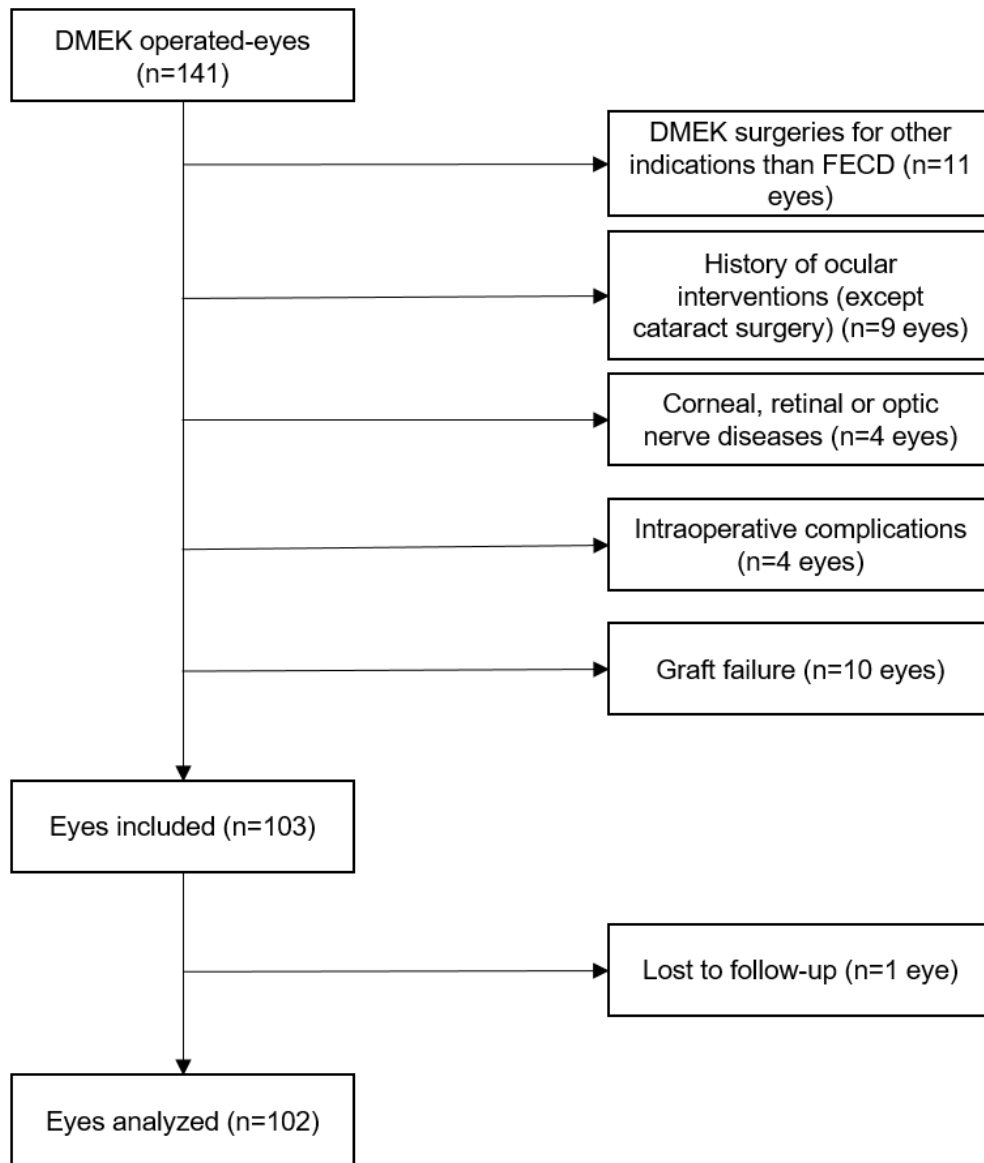 DMEK operated-eyes
(n=141)
DMEK surgeries for other
indications than FECD (n=11
eyes)
History of ocular
interventions (except
cataract surgery) (n=9 eyes)
Corneal, retinal or optic
nerve diseases (n=4 eyes)
Intraoperative complications
(n=4 eyes)
Graft failure (n=10 eyes)
Eyes included (n=103)
Lost to follow-up (n=1 eye)
Eyes analyzed (n=102)